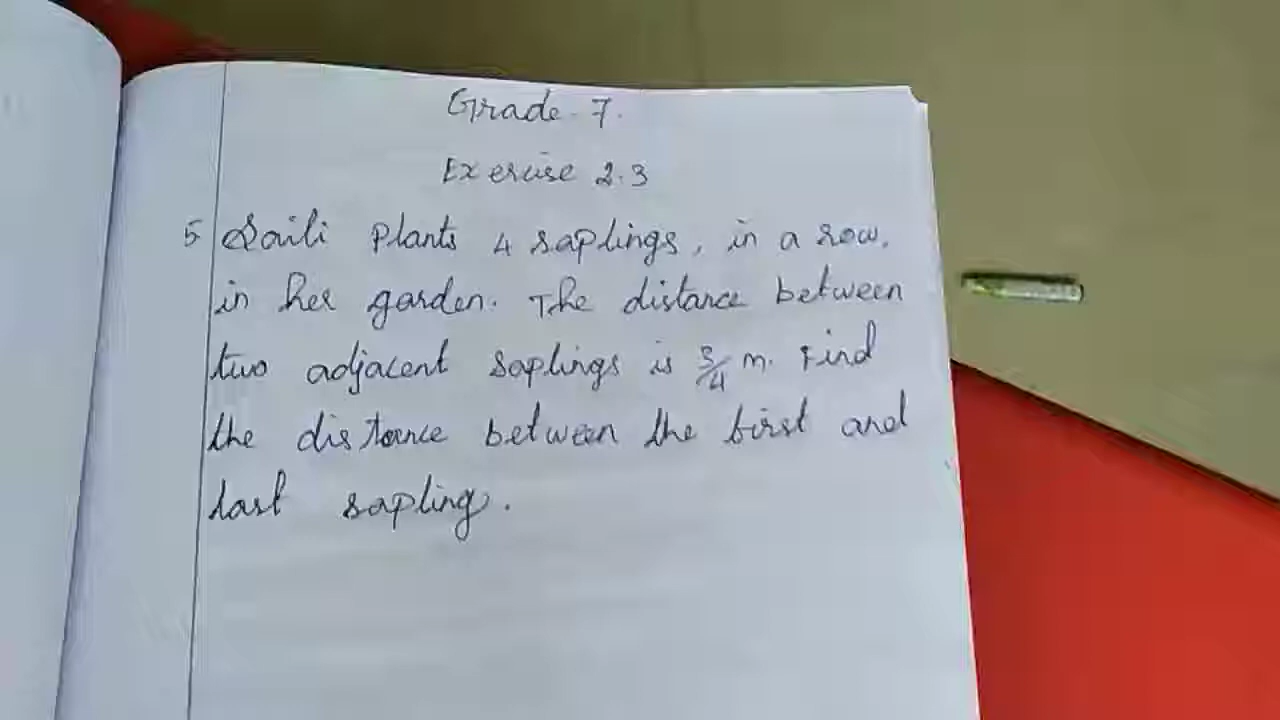 Grade - 7.
Exercise 2.3
5 Saili Plants 4 saplings, in a row,
in her garden. The distance between
two adjacent saplings is 3/4 m. Find
the distance between the first and
last sapling.